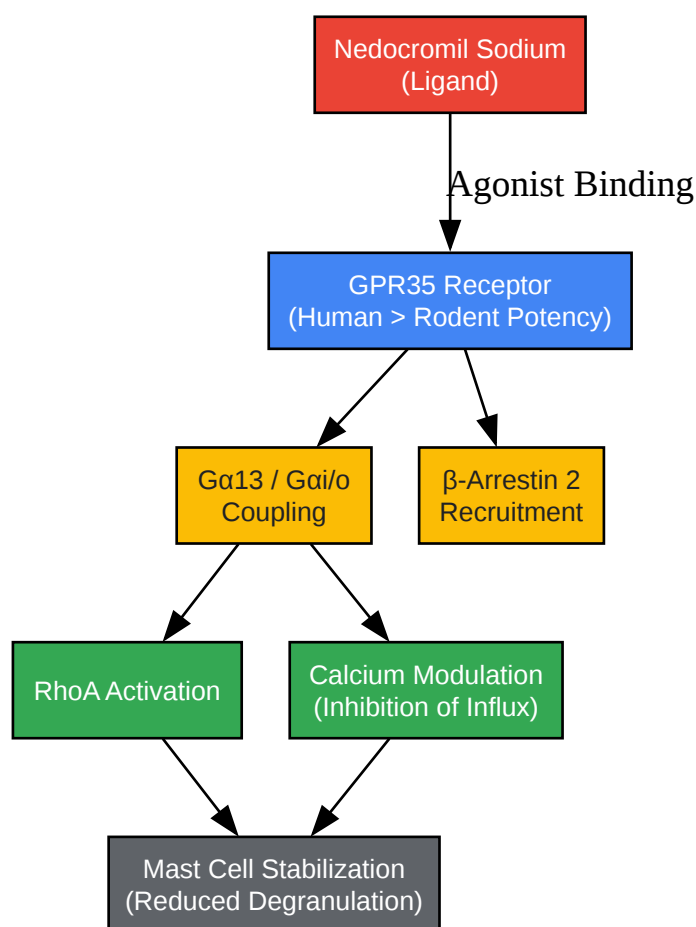 Nedocromil Sodium
(Ligand)
Agonist Binding
GPR35 Receptor
(Human > Rodent Potency)
Gα13 / Gαi/o
Coupling
β-Arrestin 2
Recruitment
RhoA Activation
Calcium Modulation
(Inhibition of Influx)
Mast Cell Stabilization
(Reduced Degranulation)